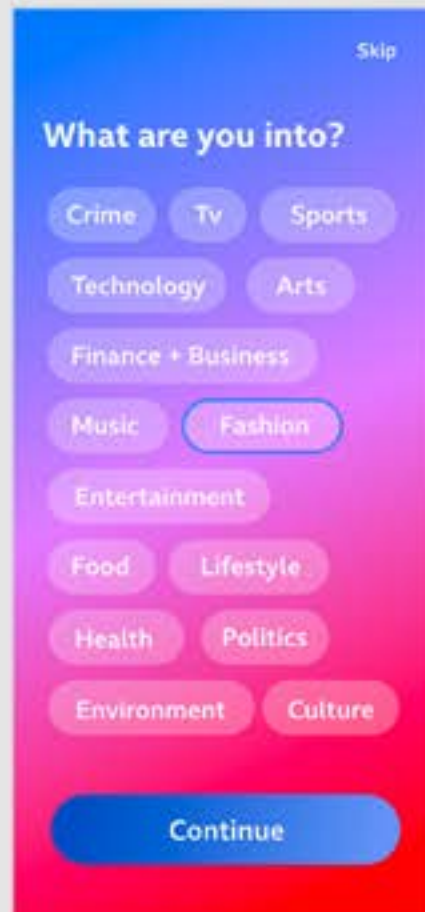 Skip
What are you into?
Crime Tv Sports
Technology Arts
Finance + Business
Music Fashion
Entertainment
Food Lifestyle
Health Politics
Environment Culture
Continue